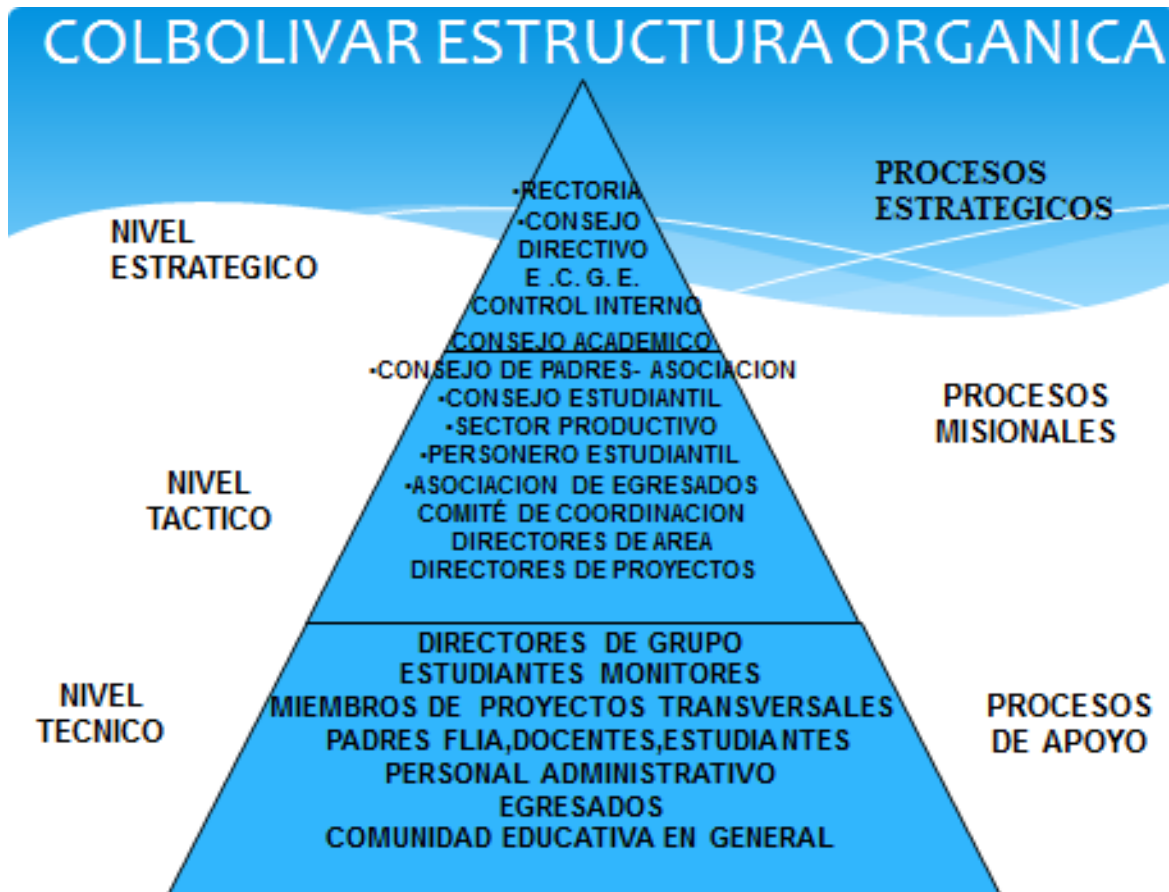 COLBOLIVAR ESTRUCTURA ORGANICA
NIVEL
ESTRATEGICO
•RECTORIA
•CONSEJO
DIRECTIVO
E .C. G. E.
CONTROL INTERNO
CONSEJO ACADEMICO
PROCESOS
ESTRATEGICOS
NIVEL
TACTICO
•CONSEJO DE PADRES- ASOCIACION
•CONSEJO ESTUDIANTIL
•SECTOR PRODUCTIVO
•PERSONERO ESTUDIANTIL
•ASOCIACION DE EGRESADOS
COMITÉ DE COORDINACION
DIRECTORES DE AREA
DIRECTORES DE PROYECTOS
PROCESOS
MISIONALES
NIVEL
TECNICO
DIRECTORES DE GRUPO
ESTUDIANTES MONITORES
MIEMBROS DE PROYECTOS TRANSVERSALES
PADRES FLIA,DOCENTES,ESTUDIANTES
PERSONAL ADMINISTRATIVO
EGRESADOS
COMUNIDAD EDUCATIVA EN GENERAL
PROCESOS
DE APOYO